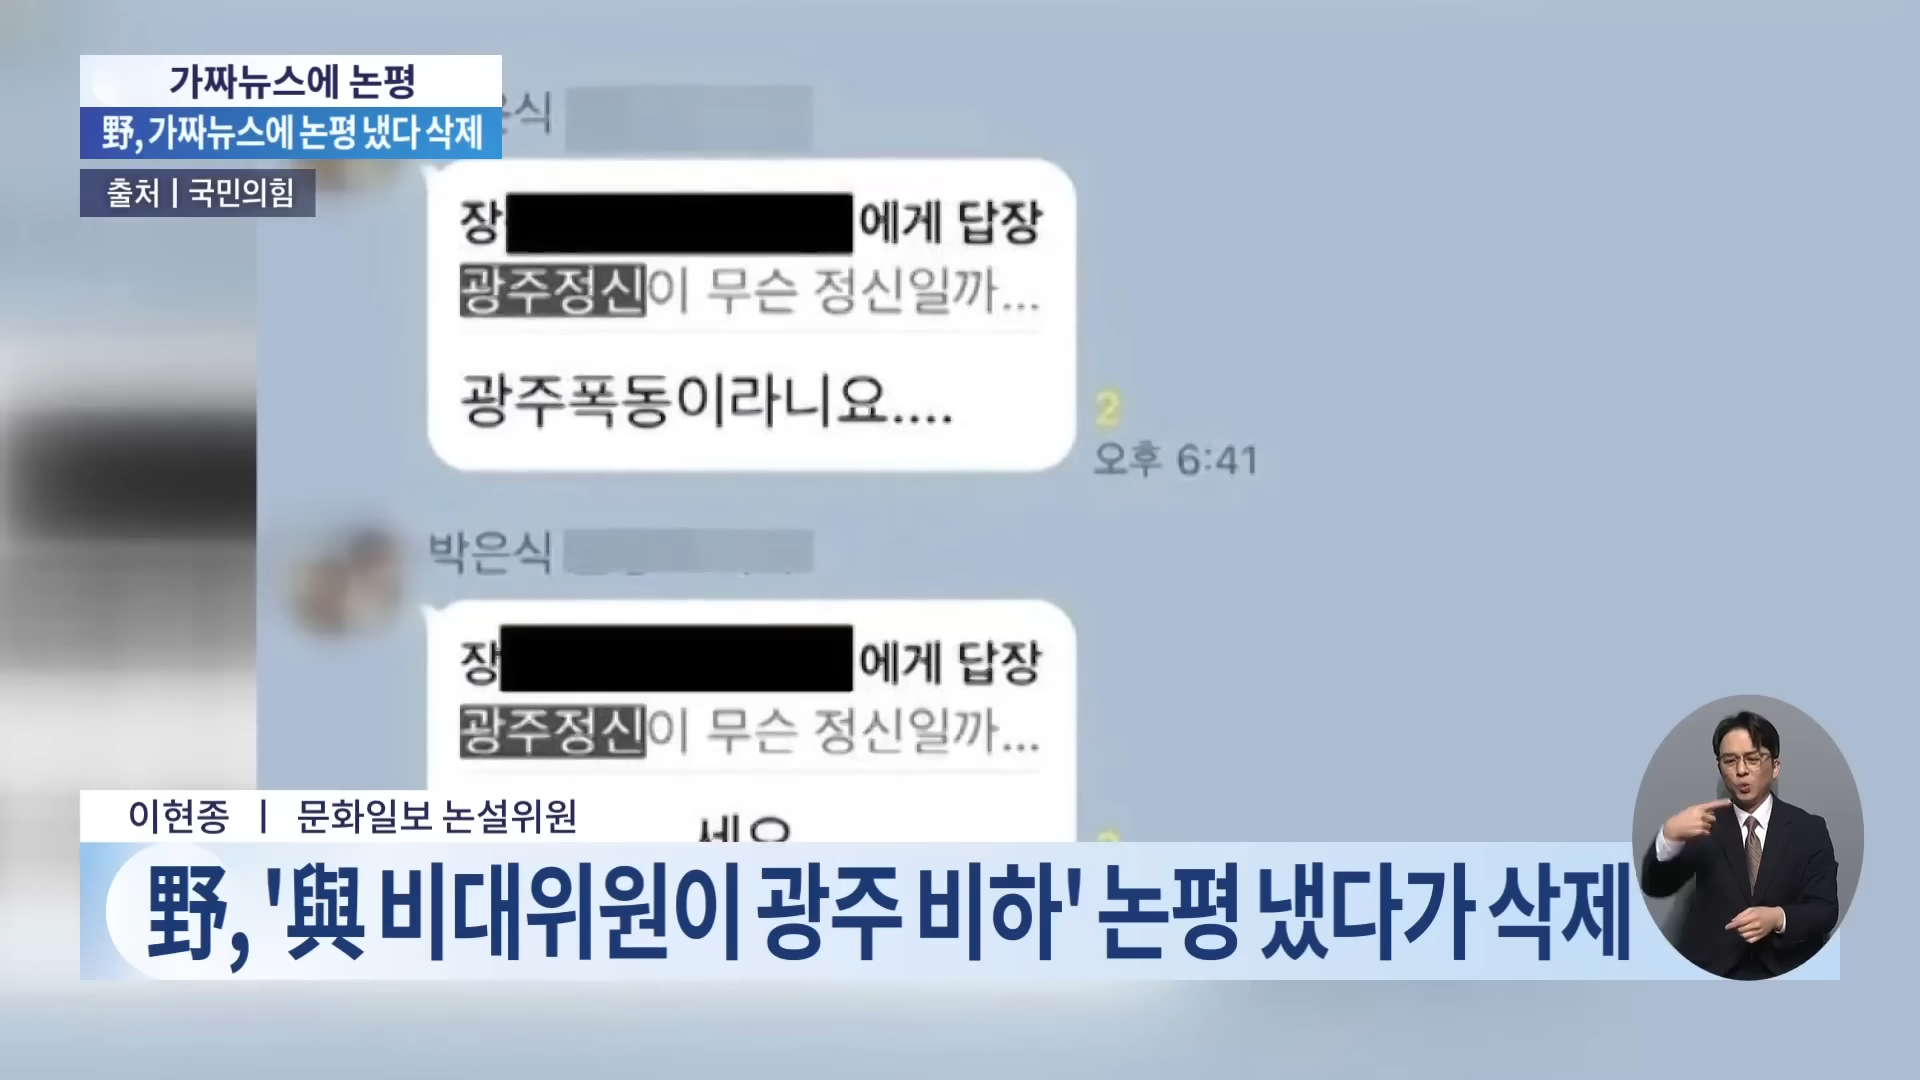 가짜뉴스에 논평
野, 가짜뉴스에 논평 냈다 삭제
출처 | 국민의힘
은식
장 에게 답장
광주정신이 무슨 정신일까...
광주폭동이라니요....
2
오후 6:41
박은식
장 에게 답장
광주정신이 무슨 정신일까...
세요
이현종 | 문화일보 논설위원
野, '與 비대위원이 광주 비하' 논평 냈다가 삭제